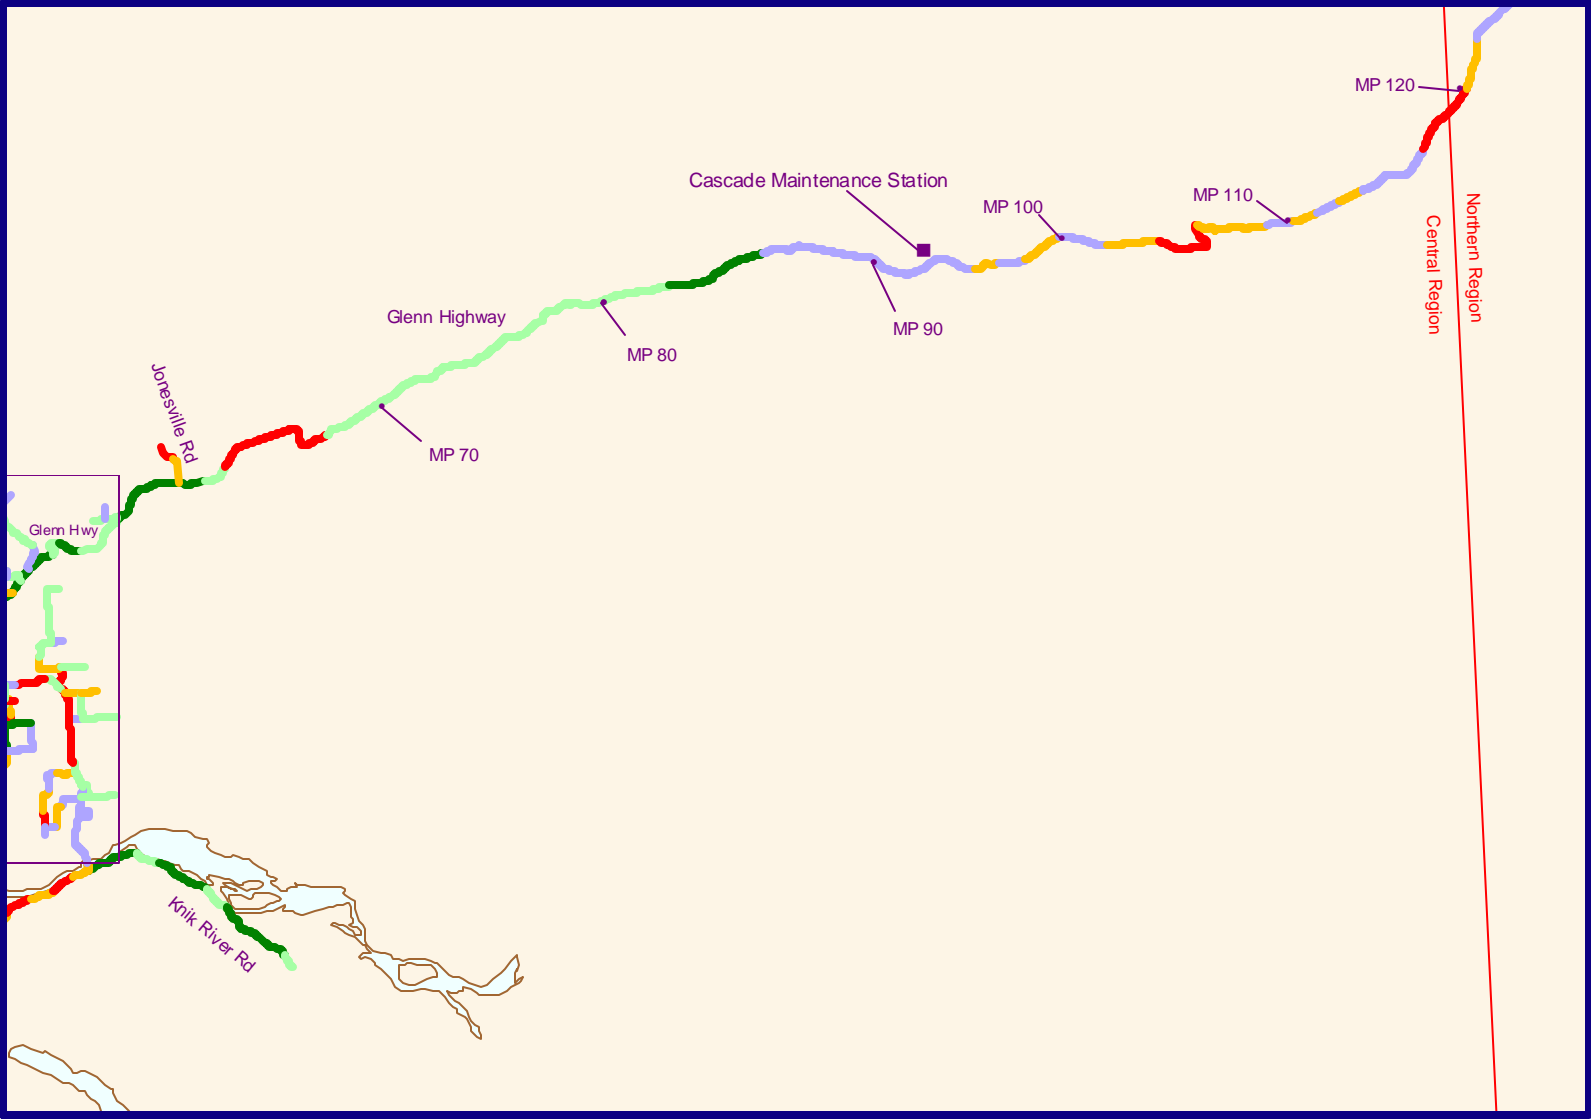 MP 120
Cascade Maintenance Station
MP 110
MP 100
Northern Region
Central Region
Glenn Highway
MP 90
MP 80
Jonesville Rd
MP 70
Glenn Hwy
Knik River Rd